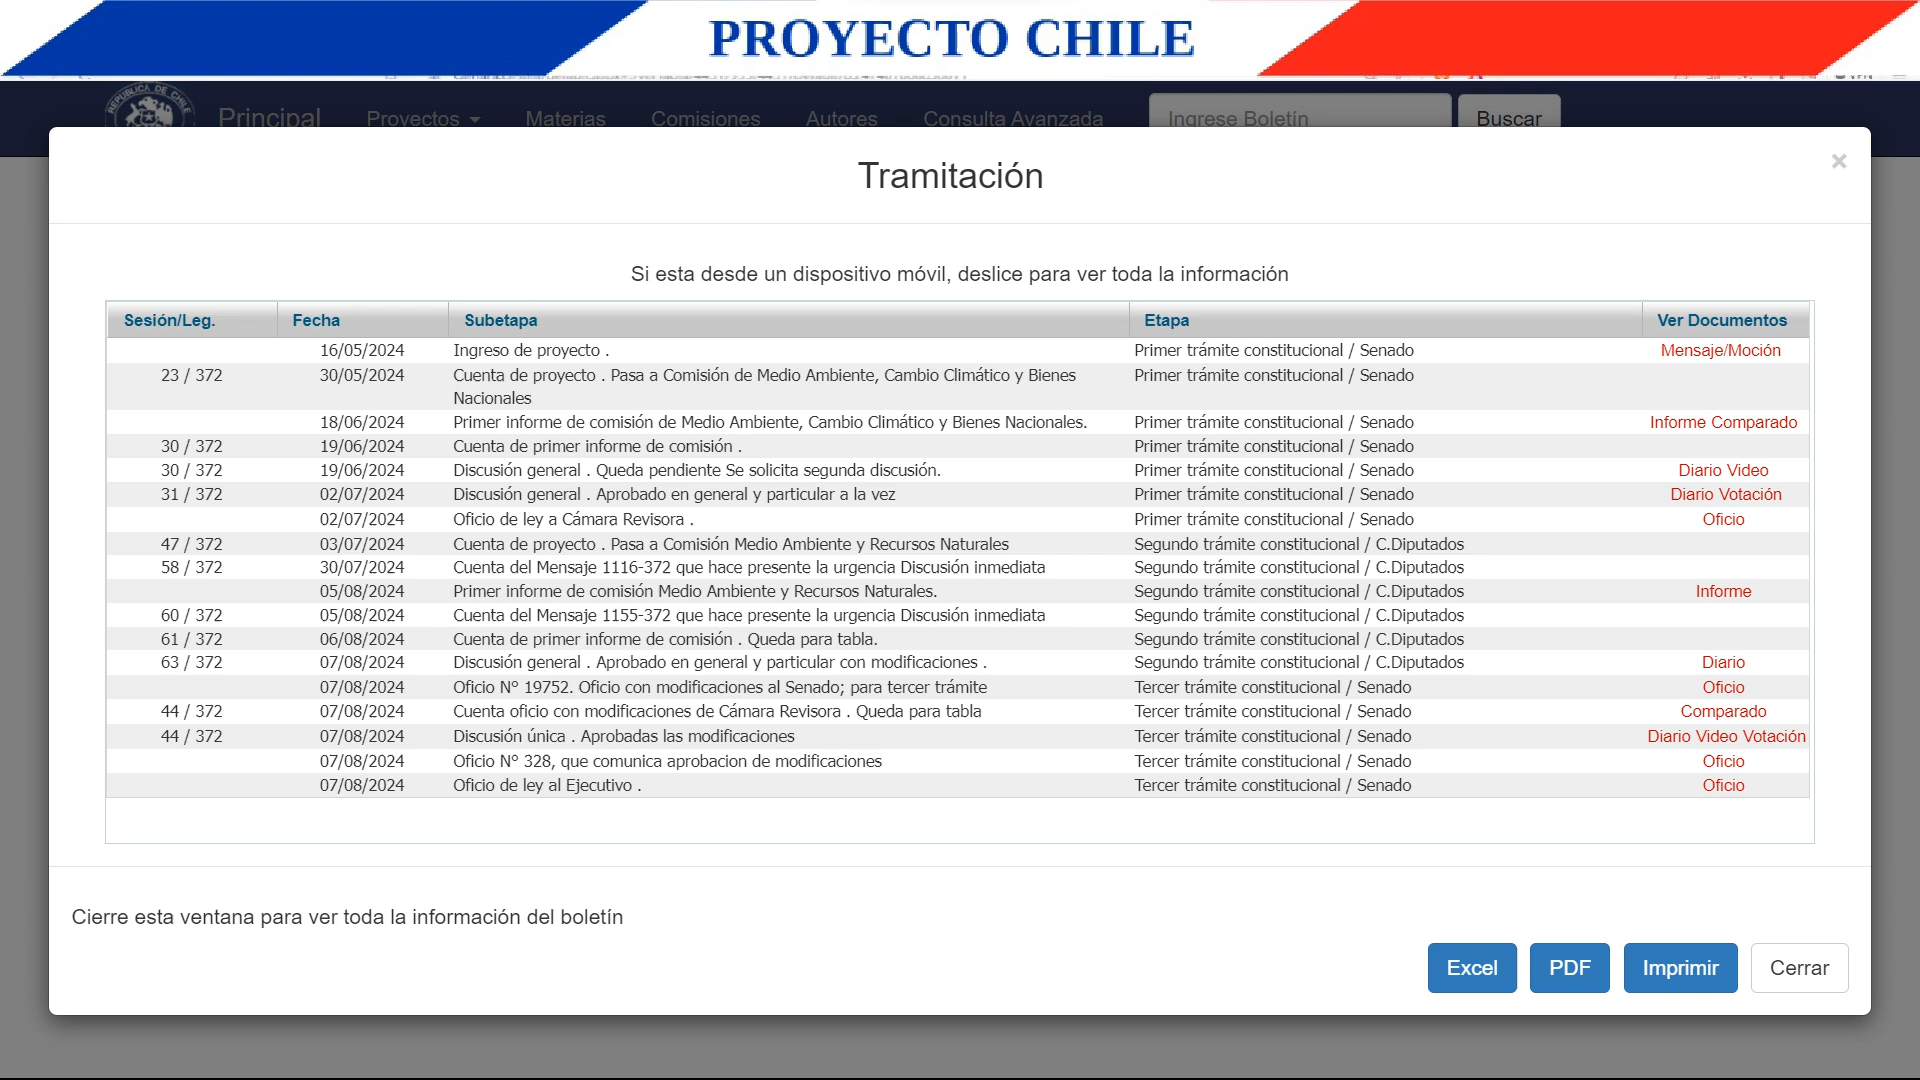 PROYECTO CHILE
REPUBLICA DE CHILE
Principal Proyectos Materias Comisiones Autores Consulta Avanzada Ingrese Boletín Buscar
Tramitación ×
Si esta desde un dispositivo móvil, deslice para ver toda la información
Sesión/Leg. Fecha Subetapa Etapa Ver Documentos
16/05/2024 Ingreso de proyecto . Primer trámite constitucional / Senado Mensaje/Moción
23 / 372 30/05/2024 Cuenta de proyecto . Pasa a Comisión de Medio Ambiente, Cambio Climático y Bienes Primer trámite constitucional / Senado
Nacionales
18/06/2024 Primer informe de comisión de Medio Ambiente, Cambio Climático y Bienes Nacionales. Primer trámite constitucional / Senado Informe Comparado
30 / 372 19/06/2024 Cuenta de primer informe de comisión . Primer trámite constitucional / Senado
30 / 372 19/06/2024 Discusión general . Queda pendiente Se solicita segunda discusión. Primer trámite constitucional / Senado Diario Video
31 / 372 02/07/2024 Discusión general . Aprobado en general y particular a la vez Primer trámite constitucional / Senado Diario Votación
02/07/2024 Oficio de ley a Cámara Revisora . Primer trámite constitucional / Senado Oficio
47 / 372 03/07/2024 Cuenta de proyecto . Pasa a Comisión Medio Ambiente y Recursos Naturales Segundo trámite constitucional / C.Diputados
58 / 372 30/07/2024 Cuenta del Mensaje 1116-372 que hace presente la urgencia Discusión inmediata Segundo trámite constitucional / C.Diputados
05/08/2024 Primer informe de comisión Medio Ambiente y Recursos Naturales. Segundo trámite constitucional / C.Diputados Informe
60 / 372 05/08/2024 Cuenta del Mensaje 1155-372 que hace presente la urgencia Discusión inmediata Segundo trámite constitucional / C.Diputados
61 / 372 06/08/2024 Cuenta de primer informe de comisión . Queda para tabla. Segundo trámite constitucional / C.Diputados
63 / 372 07/08/2024 Discusión general . Aprobado en general y particular con modificaciones . Segundo trámite constitucional / C.Diputados Diario
07/08/2024 Oficio Nº 19752. Oficio con modificaciones al Senado; para tercer trámite Tercer trámite constitucional / Senado Oficio
44 / 372 07/08/2024 Cuenta oficio con modificaciones de Cámara Revisora . Queda para tabla Tercer trámite constitucional / Senado Comparado
44 / 372 07/08/2024 Discusión única . Aprobadas las modificaciones Tercer trámite constitucional / Senado Diario Video Votación
07/08/2024 Oficio Nº 328, que comunica aprobacion de modificaciones Tercer trámite constitucional / Senado Oficio
07/08/2024 Oficio de ley al Ejecutivo . Tercer trámite constitucional / Senado Oficio
Cierre esta ventana para ver toda la información del boletín
Excel PDF Imprimir Cerrar